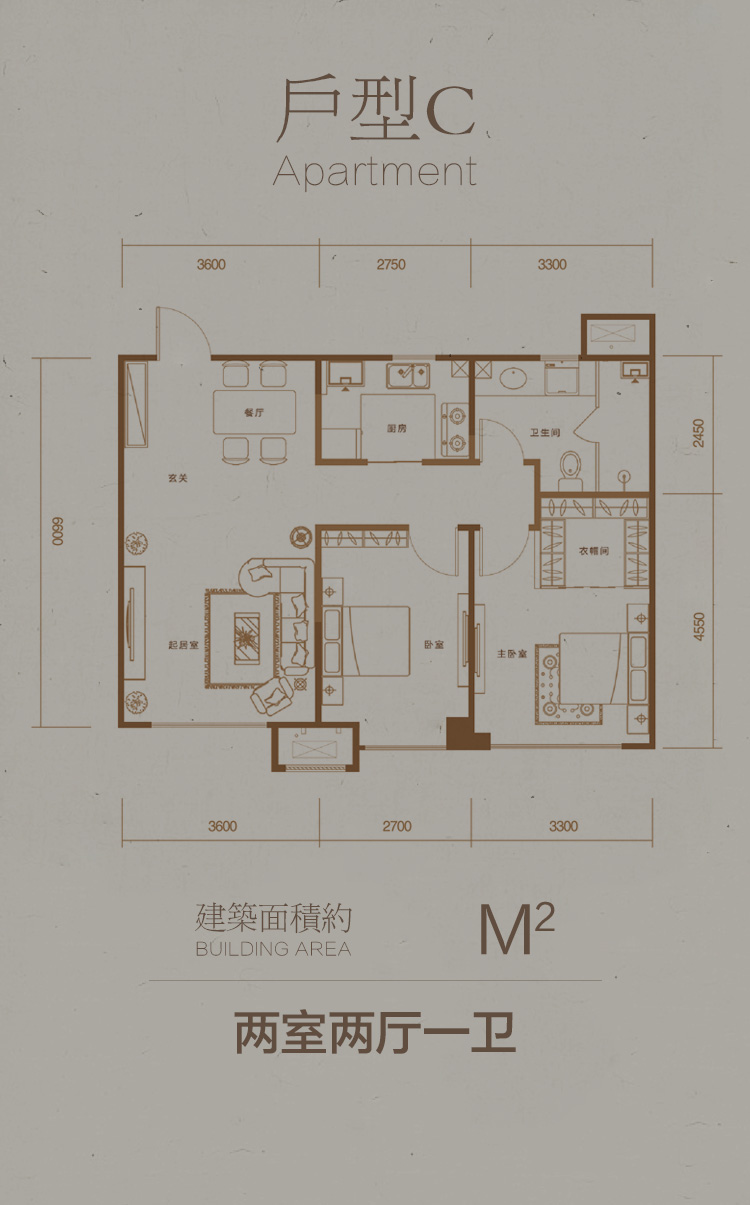 戶型C
Apartment
3600 2750 3300
餐厅
厨房
卫生间
玄关
2450
6600
衣帽间
起居室
卧室
主卧室
4550
3600 2700 3300
建築面積約 M²
BUILDING AREA
两室两厅一卫